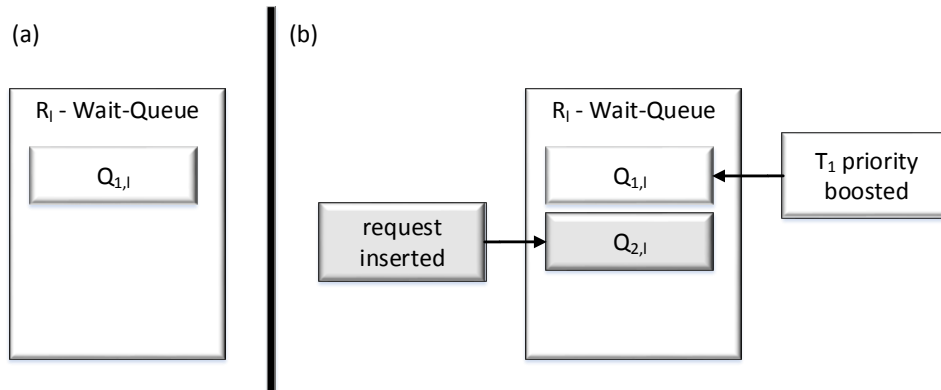 (a)
R_l - Wait-Queue
Q_1,l
(b)
R_l - Wait-Queue
Q_1,l
T_1 priority
boosted
request
inserted
Q_2,l